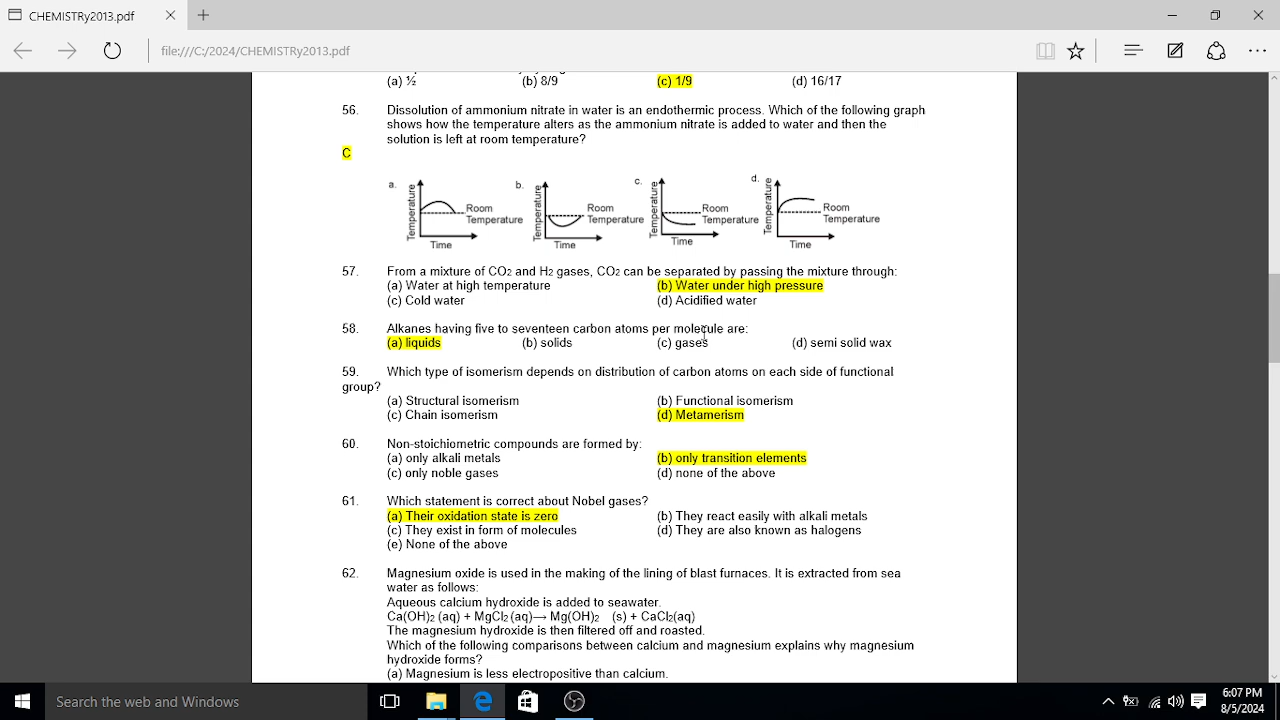 CHEMISTRy2013.pdf
file:///C:/2024/CHEMISTRy2013.pdf
(a) ½ (b) 8/9 (c) 1/9 (d) 16/17
56. Dissolution of ammonium nitrate in water is an endothermic process. Which of the following graph
shows how the temperature alters as the ammonium nitrate is added to water and then the
solution is left at room temperature?
C
a. Temperature Room Temperature Time
b. Temperature Room Temperature Time
c. Temperature Room Temperature Time
d. Temperature Room Temperature Time
57. From a mixture of CO2 and H2 gases, CO2 can be separated by passing the mixture through:
(a) Water at high temperature (b) Water under high pressure
(c) Cold water (d) Acidified water
58. Alkanes having five to seventeen carbon atoms per molecule are:
(a) liquids (b) solids (c) gases (d) semi solid wax
59. Which type of isomerism depends on distribution of carbon atoms on each side of functional
group?
(a) Structural isomerism (b) Functional isomerism
(c) Chain isomerism (d) Metamerism
60. Non-stoichiometric compounds are formed by:
(a) only alkali metals (b) only transition elements
(c) only noble gases (d) none of the above
61. Which statement is correct about Nobel gases?
(a) Their oxidation state is zero (b) They react easily with alkali metals
(c) They exist in form of molecules (d) They are also known as halogens
(e) None of the above
62. Magnesium oxide is used in the making of the lining of blast furnaces. It is extracted from sea
water as follows:
Aqueous calcium hydroxide is added to seawater.
Ca(OH)2 (aq) + MgCl2 (aq)→ Mg(OH)2 (s) + CaCl2(aq)
The magnesium hydroxide is then filtered off and roasted.
Which of the following comparisons between calcium and magnesium explains why magnesium
hydroxide forms?
(a) Magnesium is less electropositive than calcium.
Search the web and Windows
6:07 PM
8/5/2024